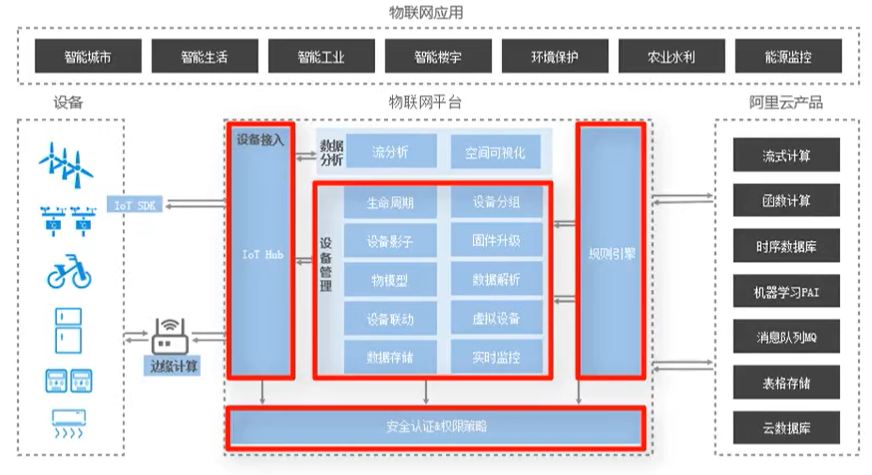 物联网应用
智能城市
智能生活
智能工业
智能楼宇
环境保护
农业水利
能源监控
设备
物联网平台
阿里云产品
IoT SDK
边缘计算
设备接入
IoT Hub
数据
分析
流分析
空间可视化
设备管理
生命周期
设备分组
设备影子
固件升级
物模型
数据解析
设备联动
虚拟设备
数据存储
实时监控
规则引擎
安全认证&权限策略
流式计算
函数计算
时序数据库
机器学习PAI
消息队列MQ
表格存储
云数据库